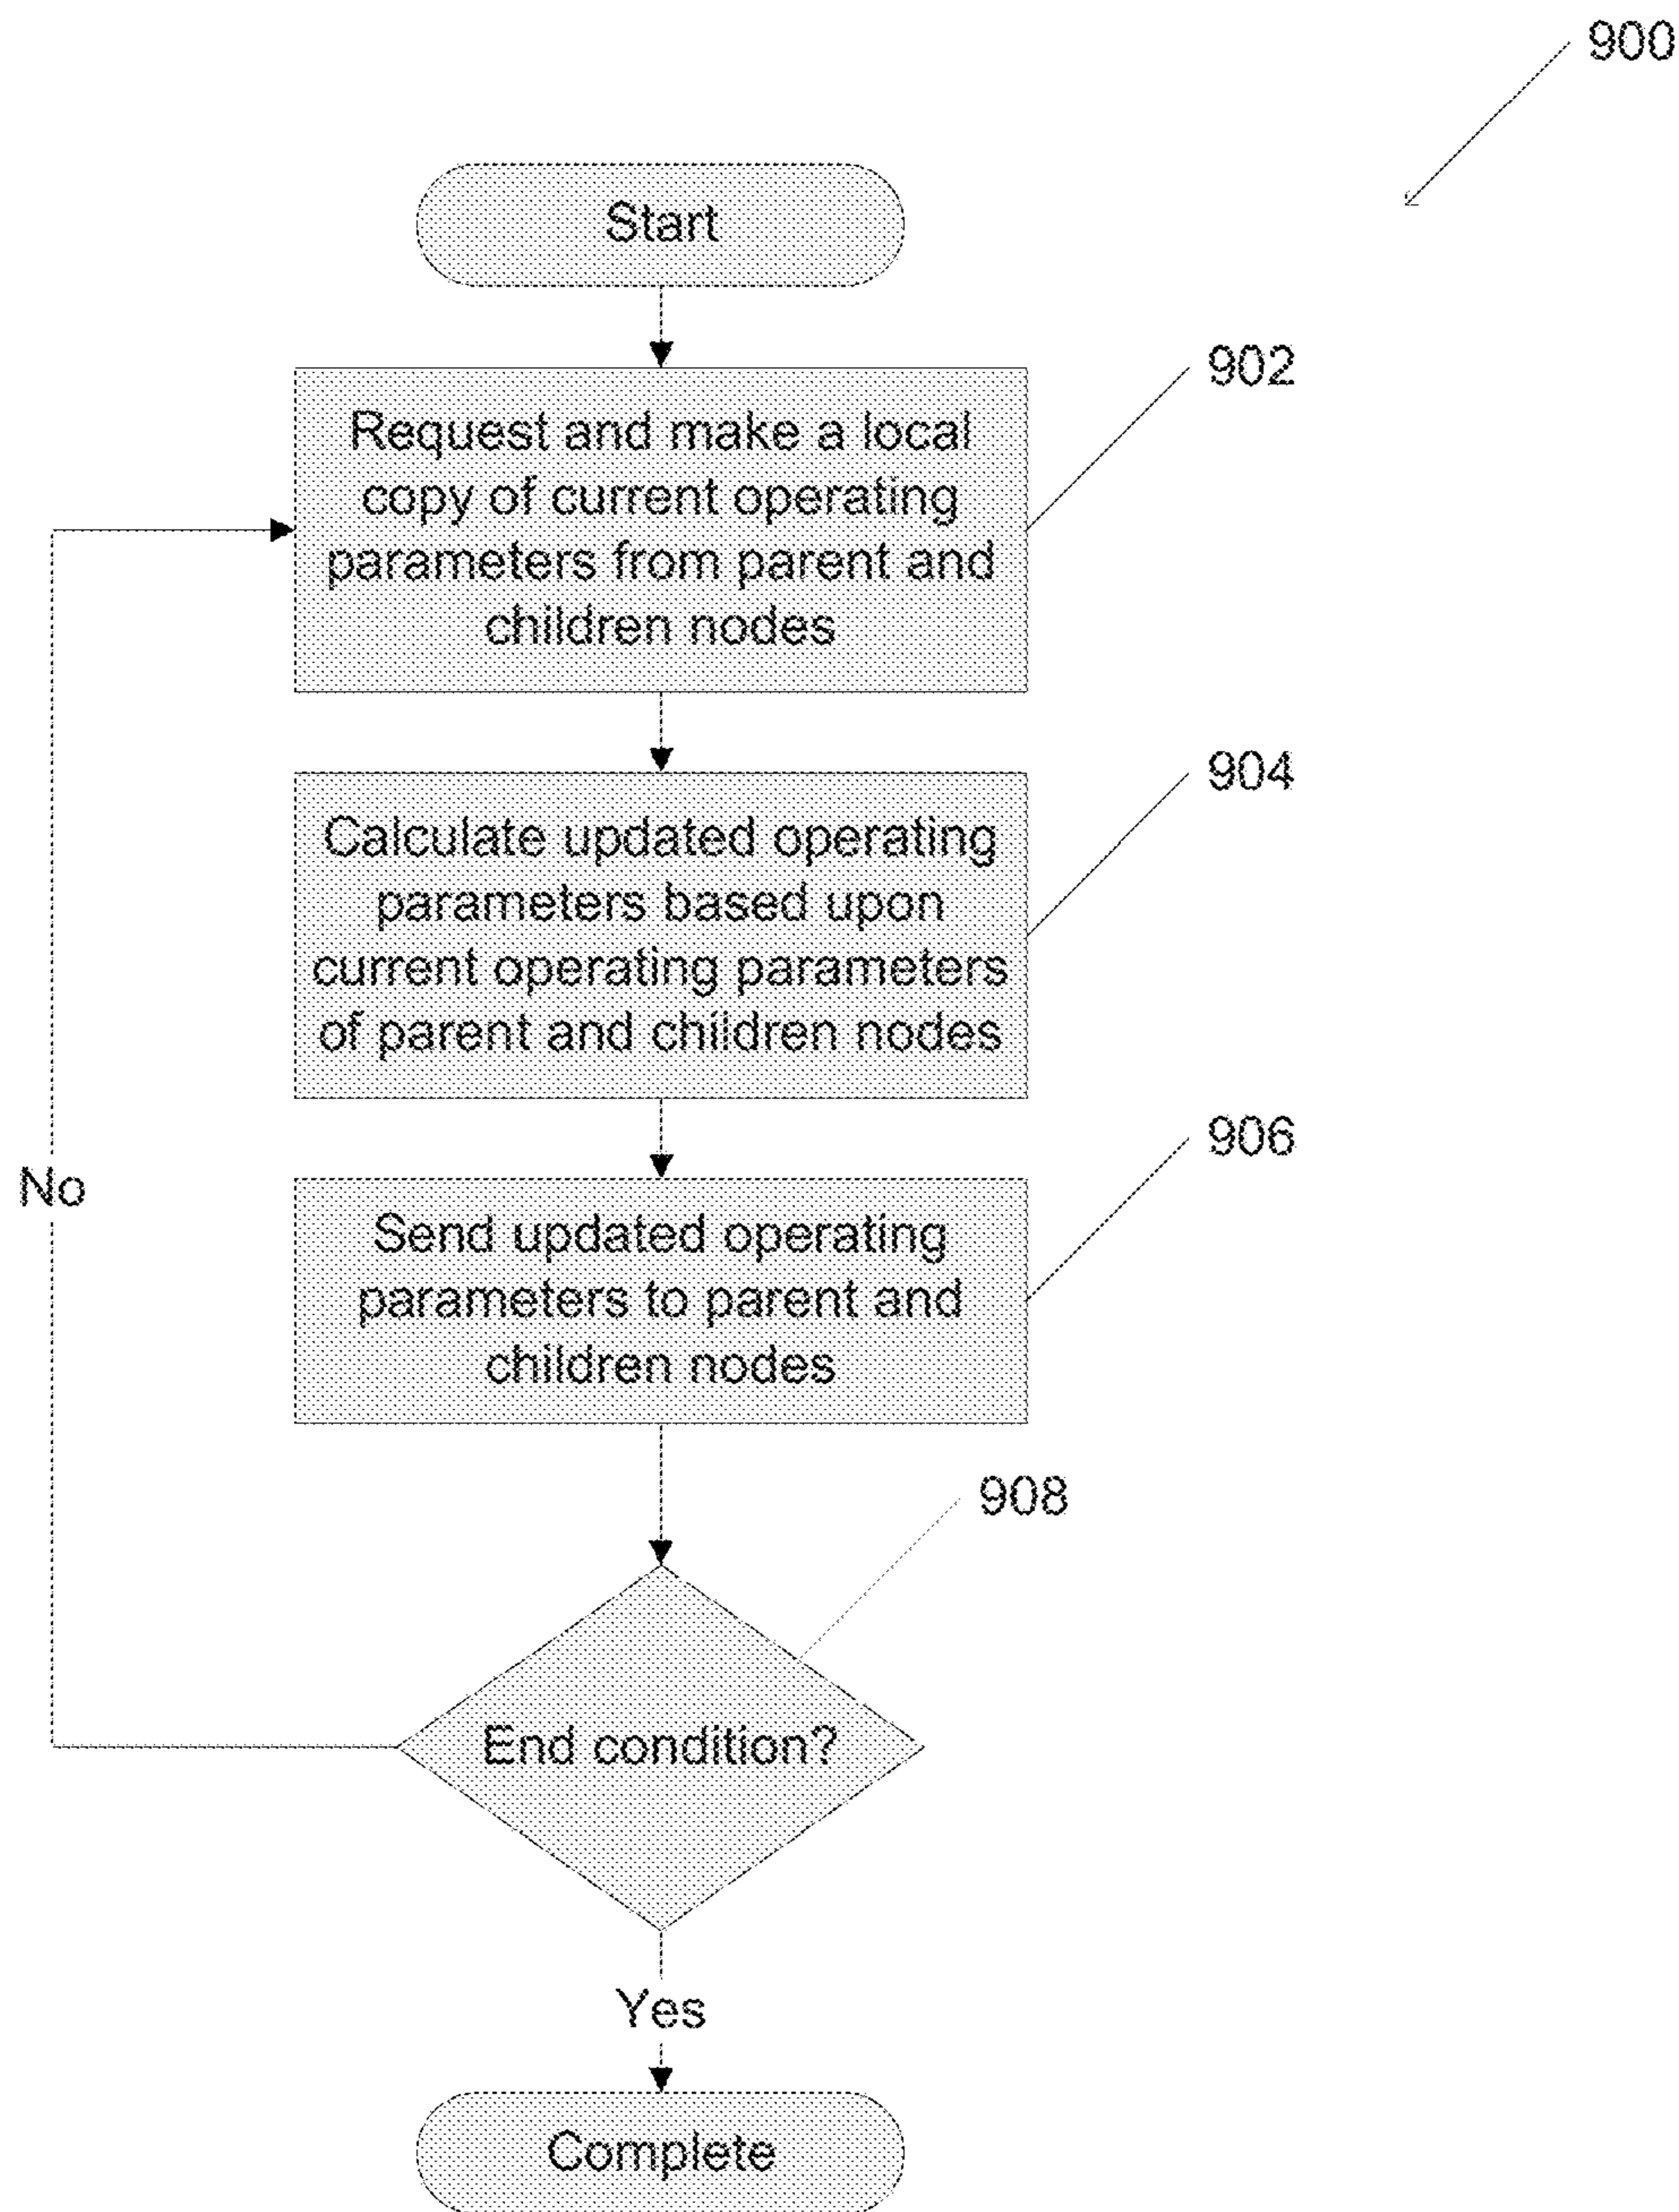 900
Start
902
Request and make a local
copy of current operating
parameters from parent and
children nodes
904
Calculate updated operating
parameters based upon
current operating parameters
of parent and children nodes
906
Send updated operating
parameters to parent and
children nodes
No
908
End condition?
Yes
Complete